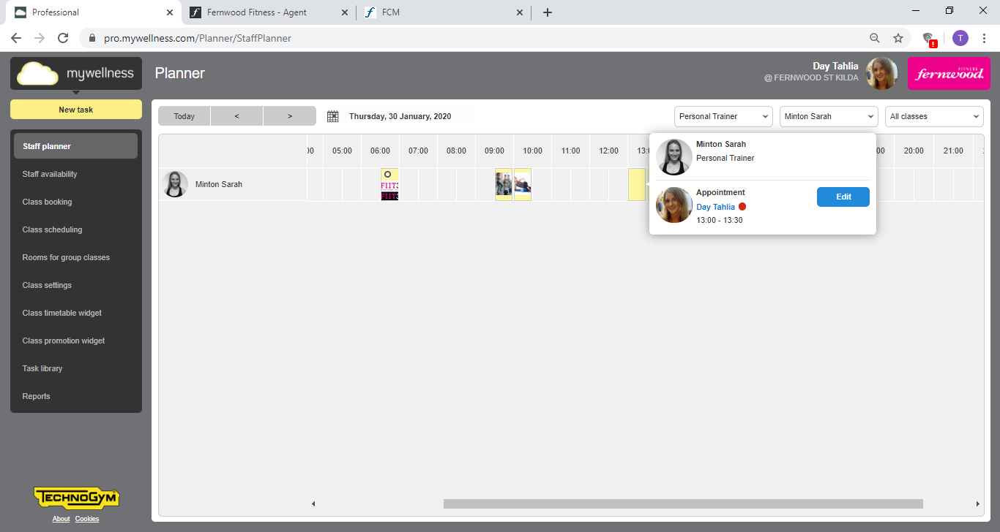 Professional
Fernwood Fitness - Agent
FCM
pro.mywellness.com/Planner/StaffPlanner
T
mywellness
Planner
Day Tahlia
@ FERNWOOD ST KILDA
FITNESS
fernwood.
New task
Today < > Thursday, 30 January, 2020 Personal Trainer Minton Sarah All classes
Staff planner
Staff availability
Class booking
Class scheduling
Rooms for group classes
Class settings
Class timetable widget
Class promotion widget
Task library
Reports
00 05:00 06:00 07:00 08:00 09:00 10:00 11:00 12:00 13: 00 20:00 21:00
Minton Sarah
FIIT3
FIIT3
Minton Sarah
Personal Trainer
Appointment
Day Tahlia
13:00 - 13:30
Edit
TECHNOGYM
About Cookies